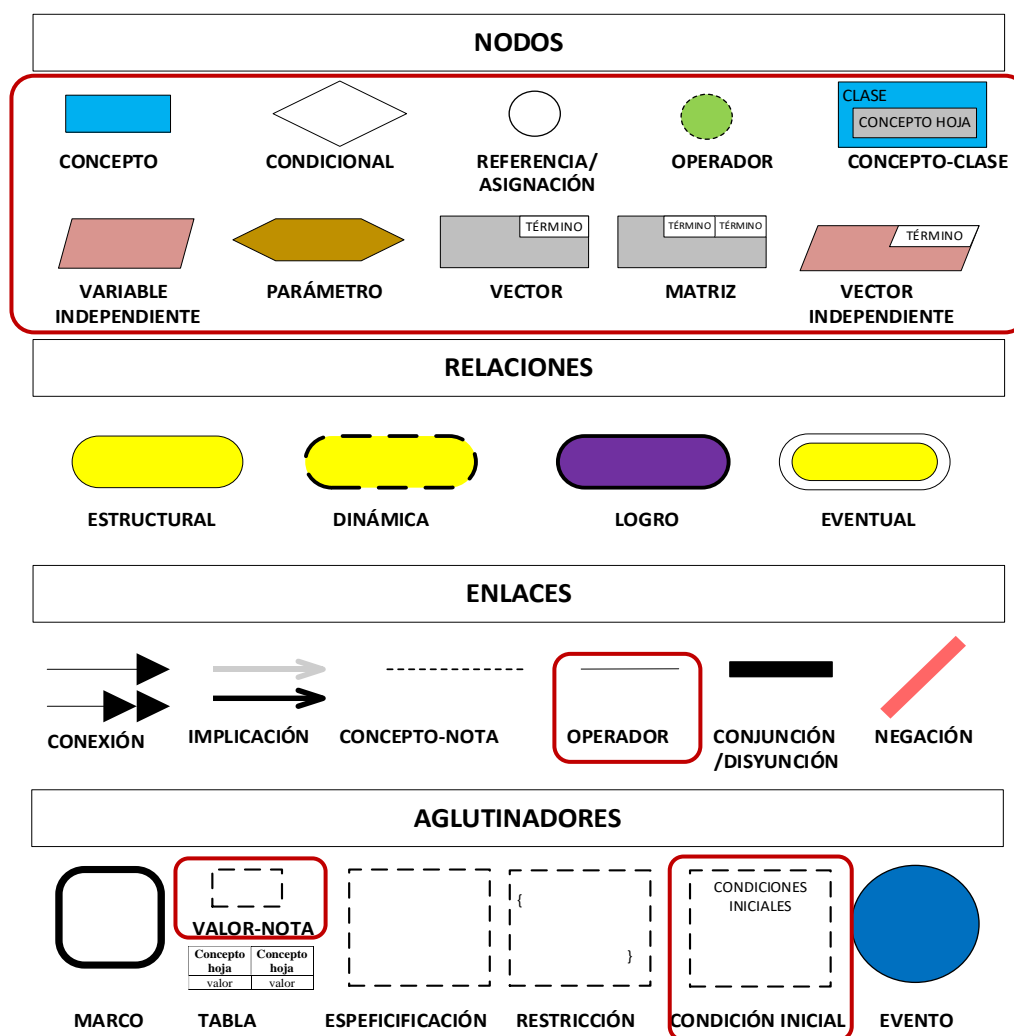 NODOS
CLASE
CONCEPTO HOJA
CONCEPTO
CONDICIONAL
REFERENCIA/
ASIGNACIÓN
OPERADOR
CONCEPTO-CLASE
TÉRMINO
TÉRMINO TÉRMINO
TÉRMINO
VARIABLE
INDEPENDIENTE
PARÁMETRO
VECTOR
MATRIZ
VECTOR
INDEPENDIENTE
RELACIONES
ESTRUCTURAL
DINÁMICA
LOGRO
EVENTUAL
ENLACES
CONEXIÓN
IMPLICACIÓN
CONCEPTO-NOTA
OPERADOR
CONJUNCIÓN
/DISYUNCIÓN
NEGACIÓN
AGLUTINADORES
VALOR-NOTA
Concepto hoja
Concepto hoja
valor
valor
{
}
CONDICIONES
INICIALES
MARCO
TABLA
ESPEFICIFICACIÓN
RESTRICCIÓN
CONDICIÓN INICIAL
EVENTO